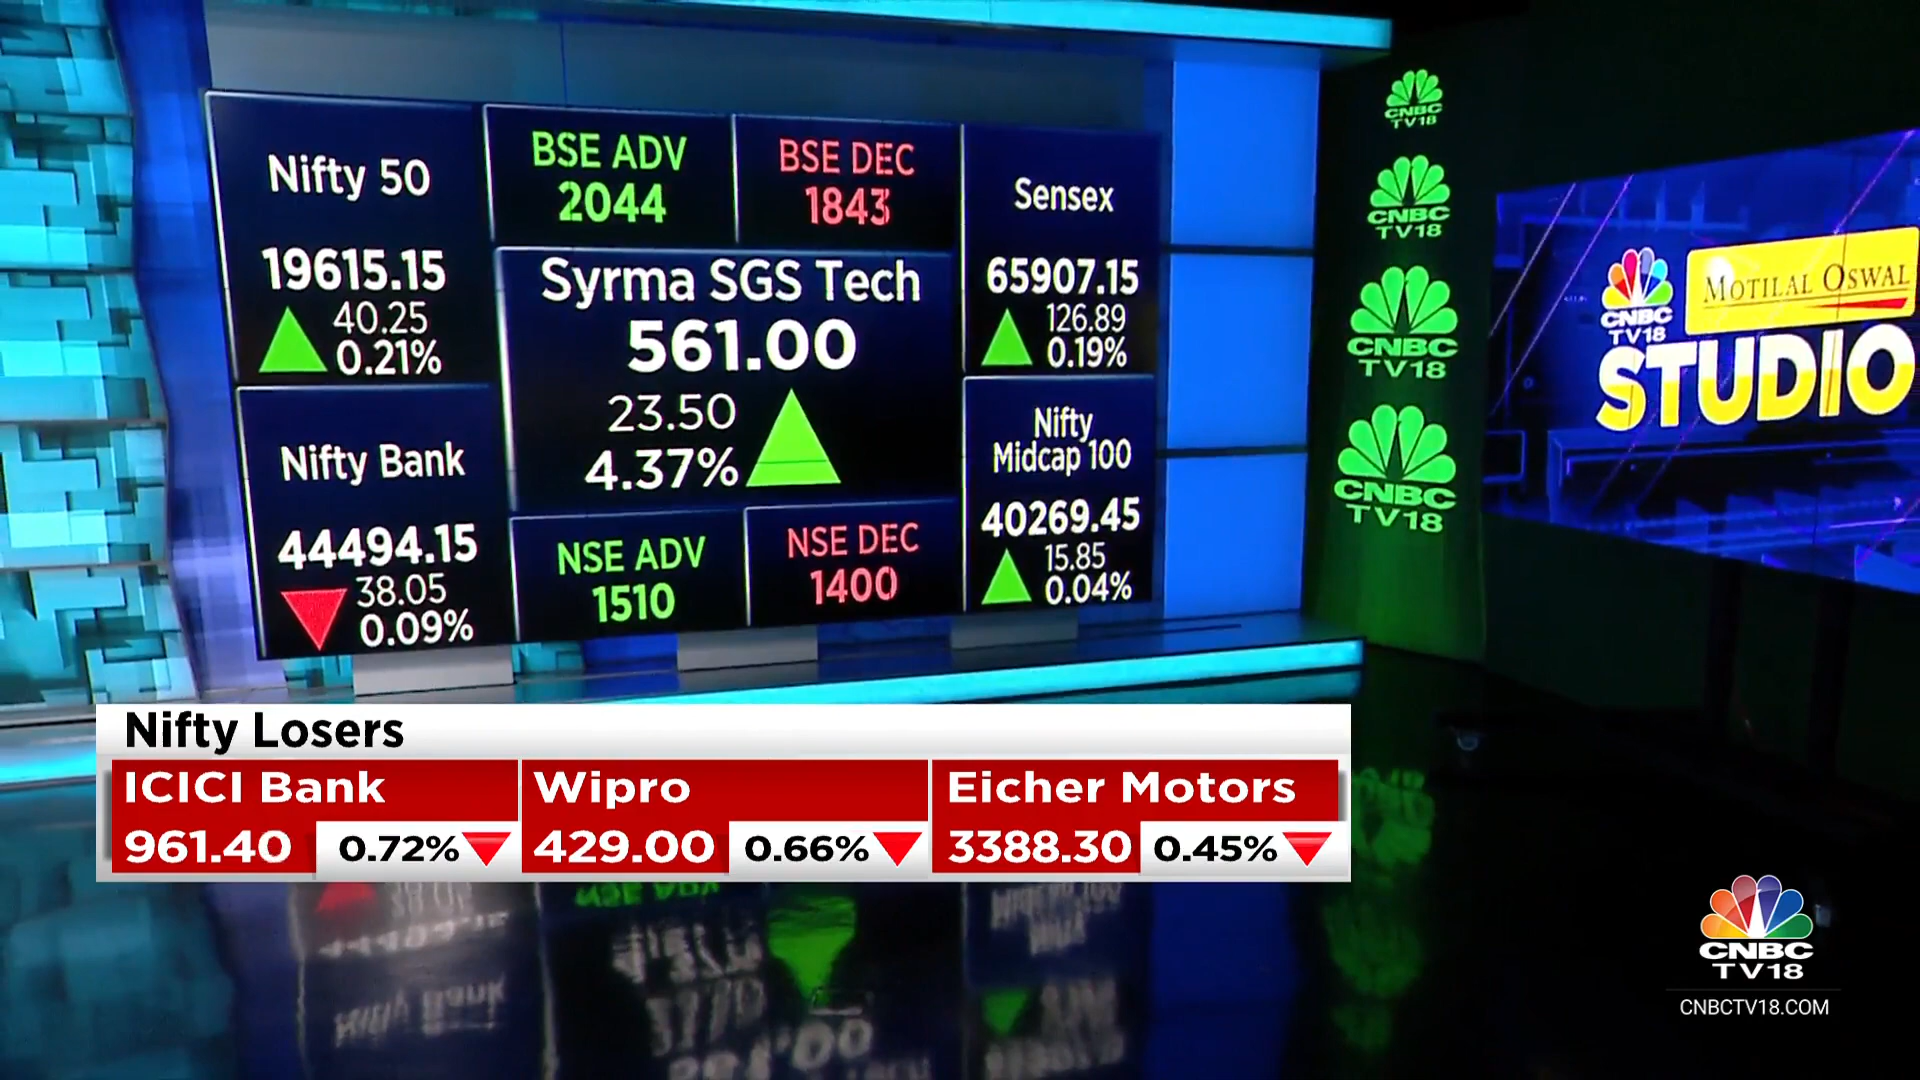 Nifty 50
19615.15
40.25
0.21%
BSE ADV
2044
BSE DEC
1843
Sensex
65907.15
126.89
0.19%
Syrma SGS Tech
561.00
23.50
4.37%
Nifty Bank
44494.15
38.05
0.09%
NSE ADV
1510
NSE DEC
1400
Nifty
Midcap 100
40269.45
15.85
0.04%
CNBC
TV18
CNBC
TV18
CNBC
TV18
CNBC
TV18
CNBC
TV18
MOTILAL OSWAL
STUDIO
Nifty Losers
ICICI Bank
961.40 0.72%
Wipro
429.00 0.66%
Eicher Motors
3388.30 0.45%
CNBC
TV18
CNBCTV18.COM